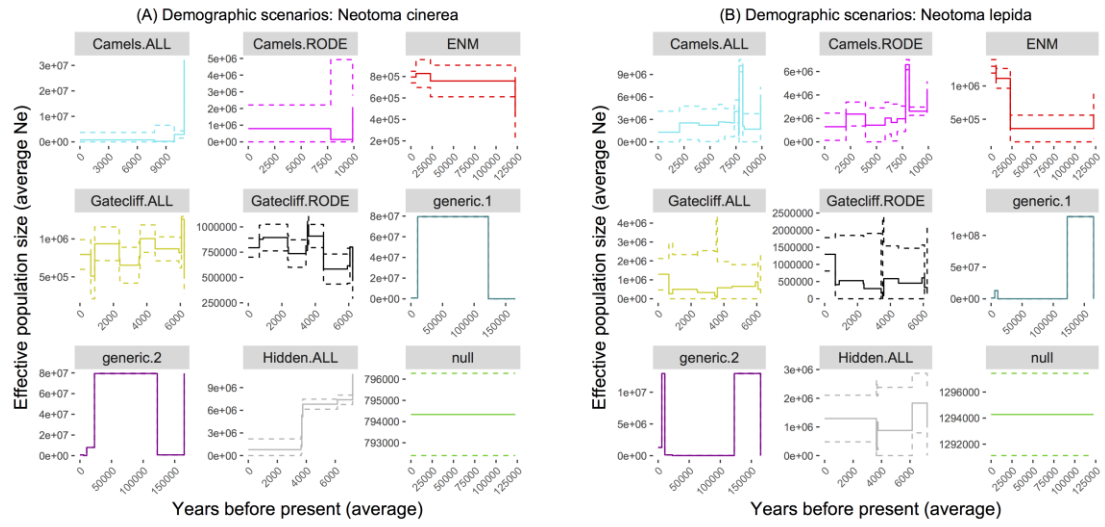 (A) Demographic scenarios: Neotoma cinerea
Effective population size (average Ne)
Camels.ALL
Camels.RODE
ENM
3e+07
2e+07
1e+07
0e+00
0
3000
6000
9000
5e+06
4e+06
3e+06
2e+06
1e+06
0e+00
0
2500
5000
7500
10000
8e+05
6e+05
4e+05
2e+05
0
25000
50000
75000
100000
125000
Gatecliff.ALL
Gatecliff.RODE
generic.1
1e+06
5e+05
0
2000
4000
6000
1000000
750000
500000
250000
0
2000
4000
6000
8e+07
6e+07
4e+07
2e+07
0e+00
0
50000
100000
150000
generic.2
Hidden.ALL
null
8e+07
7e+07
6e+07
5e+07
4e+07
3e+07
2e+07
1e+07
0e+00
0
50000
100000
150000
9e+06
6e+06
3e+06
0e+00
0
2000
4000
6000
796000
795000
794000
793000
0
25000
50000
75000
100000
125000
Years before present (average)
(B) Demographic scenarios: Neotoma lepida
Effective population size (average Ne)
Camels.ALL
Camels.RODE
ENM
9e+06
6e+06
3e+06
0e+00
0
2500
5000
7500
10000
6e+06
4e+06
2e+06
0e+00
0
2500
5000
7500
10000
1e+06
5e+05
0
25000
50000
75000
100000
125000
Gatecliff.ALL
Gatecliff.RODE
generic.1
4e+06
3e+06
2e+06
1e+06
0e+00
0
2000
4000
6000
2500000
2000000
1500000
1000000
500000
0
0
2000
4000
6000
1e+08
5e+07
0e+00
0
50000
100000
150000
generic.2
Hidden.ALL
null
1e+07
5e+06
0e+00
0
50000
100000
150000
3e+06
2e+06
1e+06
0e+00
0
2000
4000
6000
1296000
1294000
1292000
0
25000
50000
75000
100000
125000
Years before present (average)